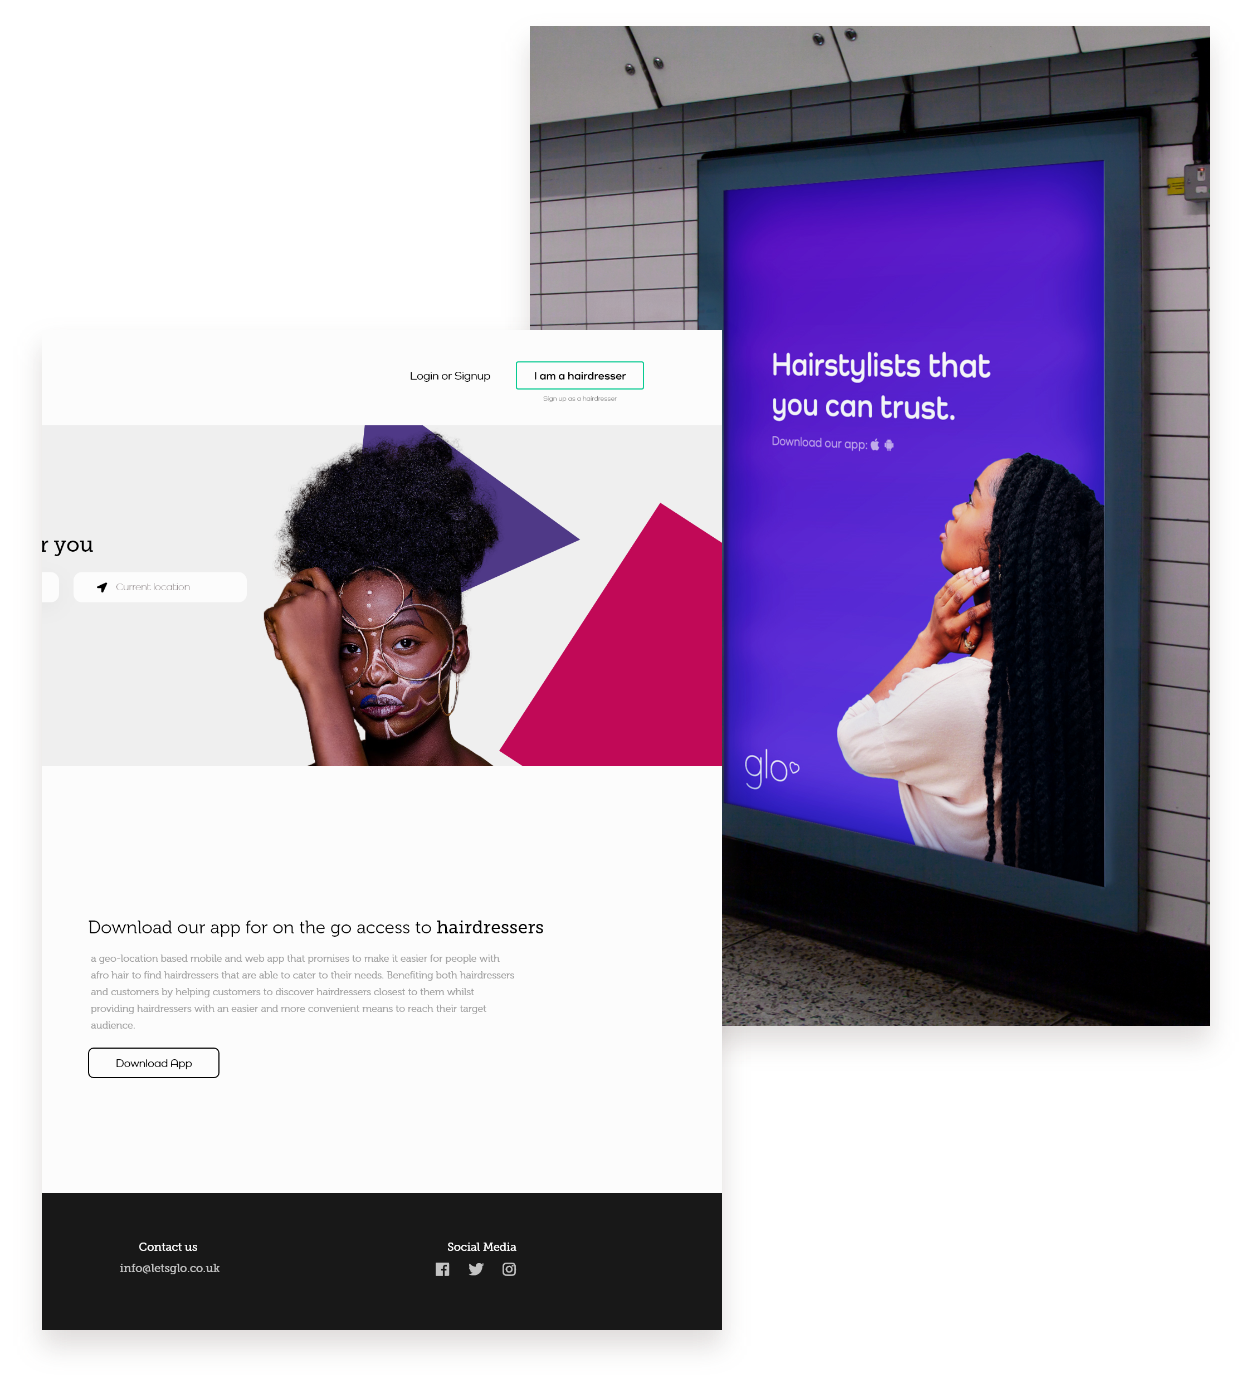 Hairstylists that
you can trust.
Download our app:
glo
Login or Signup
I am a hairdresser
Sign up as a hairdresser
r you
Current location
Download our app for on the go access to hairdressers
a geo-location based mobile and web app that promises to make it easier for people with
afro hair to find hairdressers that are able to cater to their needs. Benefiting both hairdressers
and customers by helping customers to discover hairdressers closest to them whilst
providing hairdressers with an easier and more convenient means to reach their target
audience.
Download App
Contact us
Social Media
info@letsglo.co.uk